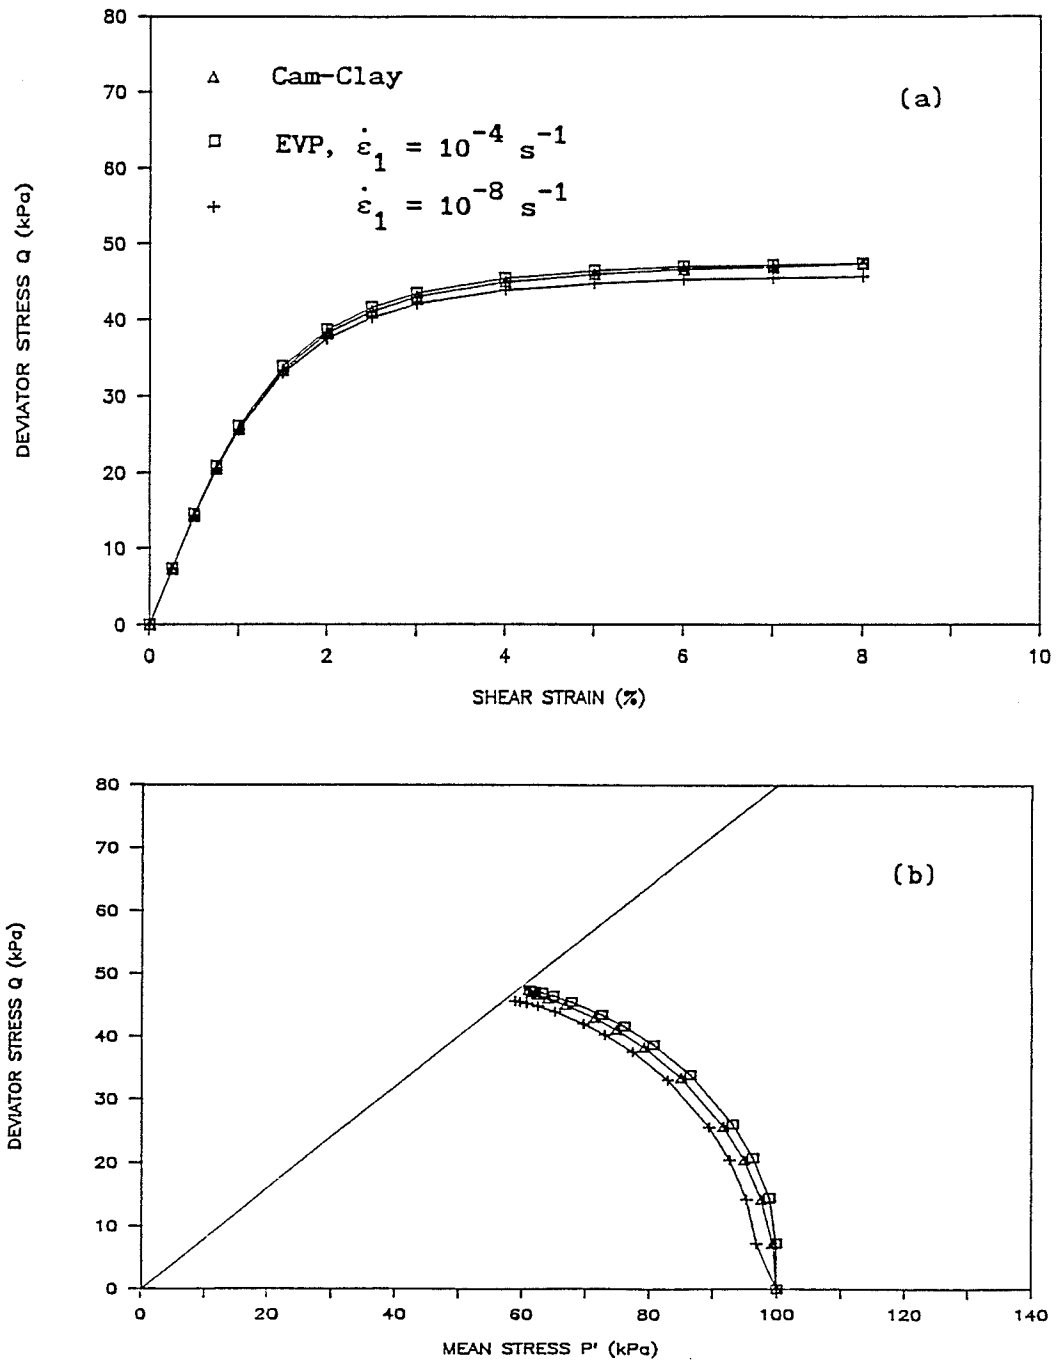 80
70
60
50
40
30
20
10
0
DEVIATOR STRESS Q (kPa)
Cam-Clay
EVP, ε̇₁ = 10⁻⁴ s⁻¹
ε̇₁ = 10⁻⁸ s⁻¹
(a)
0 2 4 6 8 10
SHEAR STRAIN (%)
80
70
60
50
40
30
20
10
0
DEVIATOR STRESS Q (kPa)
(b)
0 20 40 60 80 100 120 140
MEAN STRESS P' (kPa)